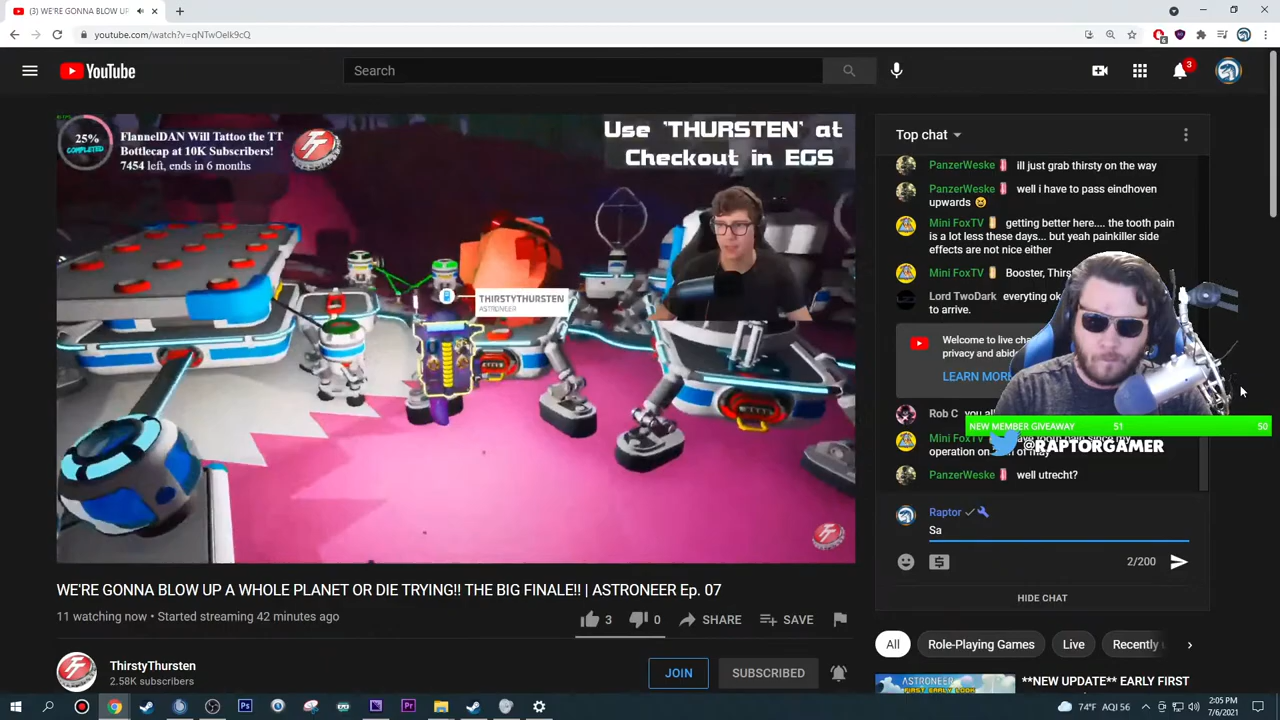 (3) WE'RE GONNA BLOW UP
youtube.com/watch?v=qNTwOelk9cQ
6
YouTube
Search
3
25%
COMPLETED
FlannelDAN Will Tattoo the TT
Bottlecap at 10K Subscribers!
7454 left, ends in 6 months
Use 'THURSTEN' at
Checkout in EGS
THIRSTYTHURSTEN
ASTRONEER
Top chat
PanzerWeske ill just grab thirsty on the way
PanzerWeske well i have to pass eindhoven
upwards
Mini FoxTV getting better here.... the tooth pain
is a lot less these days... but yeah painkiller side
effects are not nice either
Mini FoxTV Booster,
Lord TwoDark everyting
to arrive.
Welcome to live
privacy and
LEARN
Rob C you
NEW MEMBER GIVEAWAY 51 50
Mini FoxTV
operation on of may
@RAPTORGAMER
PanzerWeske well utrecht?
Raptor
Sa
2/200
HIDE CHAT
WE'RE GONNA BLOW UP A WHOLE PLANET OR DIE TRYING!! THE BIG FINALE!! | ASTRONEER Ep. 07
11 watching now • Started streaming 42 minutes ago
3 0 SHARE SAVE
ThirstyThursten
2.58K subscribers
JOIN SUBSCRIBED
All Role-Playing Games Live Recently
ASTRONEER
FIRST EARLY LOOK
**NEW UPDATE** EARLY FIRST
74°F AQI 56
2:05 PM
7/6/2021